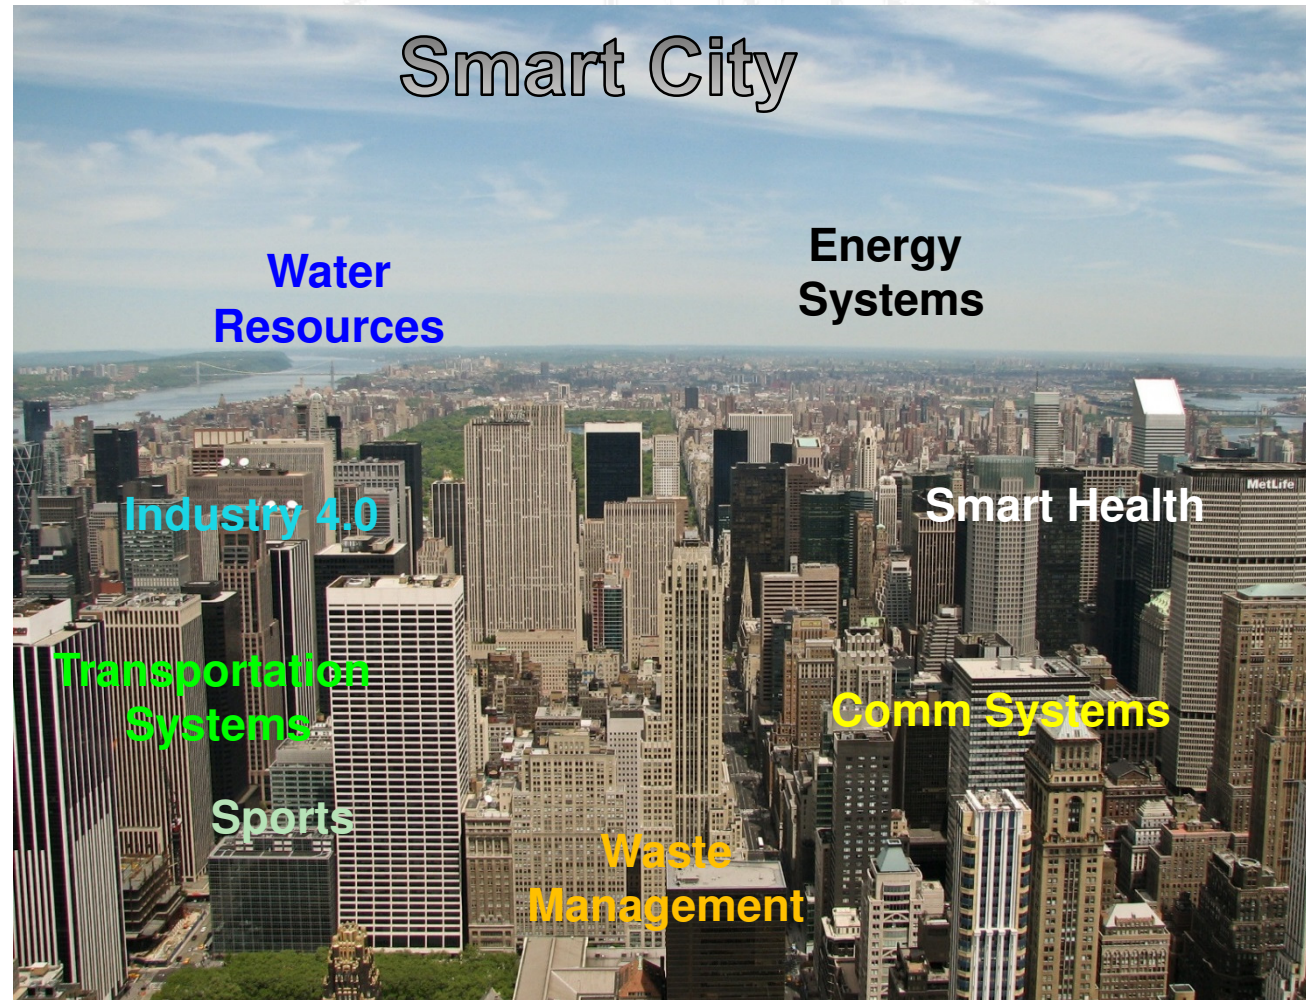 Smart City
Water
Resources
Energy
Systems
Industry 4.0
Smart Health
MetLife
Transportation
Systems
Comm Systems
Sports
Waste
Management